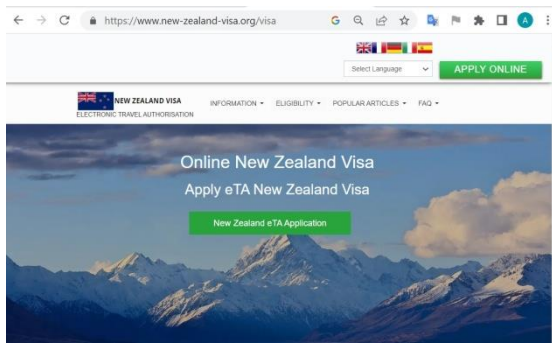 https://www.new-zealand-visa.org/visa
A
Select Language
APPLY ONLINE
NEW ZEALAND VISA
ELECTRONIC TRAVEL AUTHORISATION
INFORMATION ELIGIBILITY POPULAR ARTICLES FAQ
Online New Zealand Visa
Apply eTA New Zealand Visa
New Zealand eTA Application